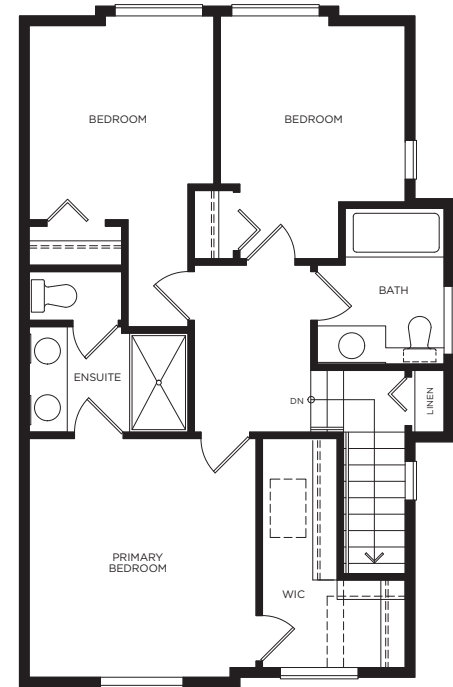 BEDROOM
BEDROOM
BATH
ENSUITE
DN
LINEN
PRIMARY
BEDROOM
WIC